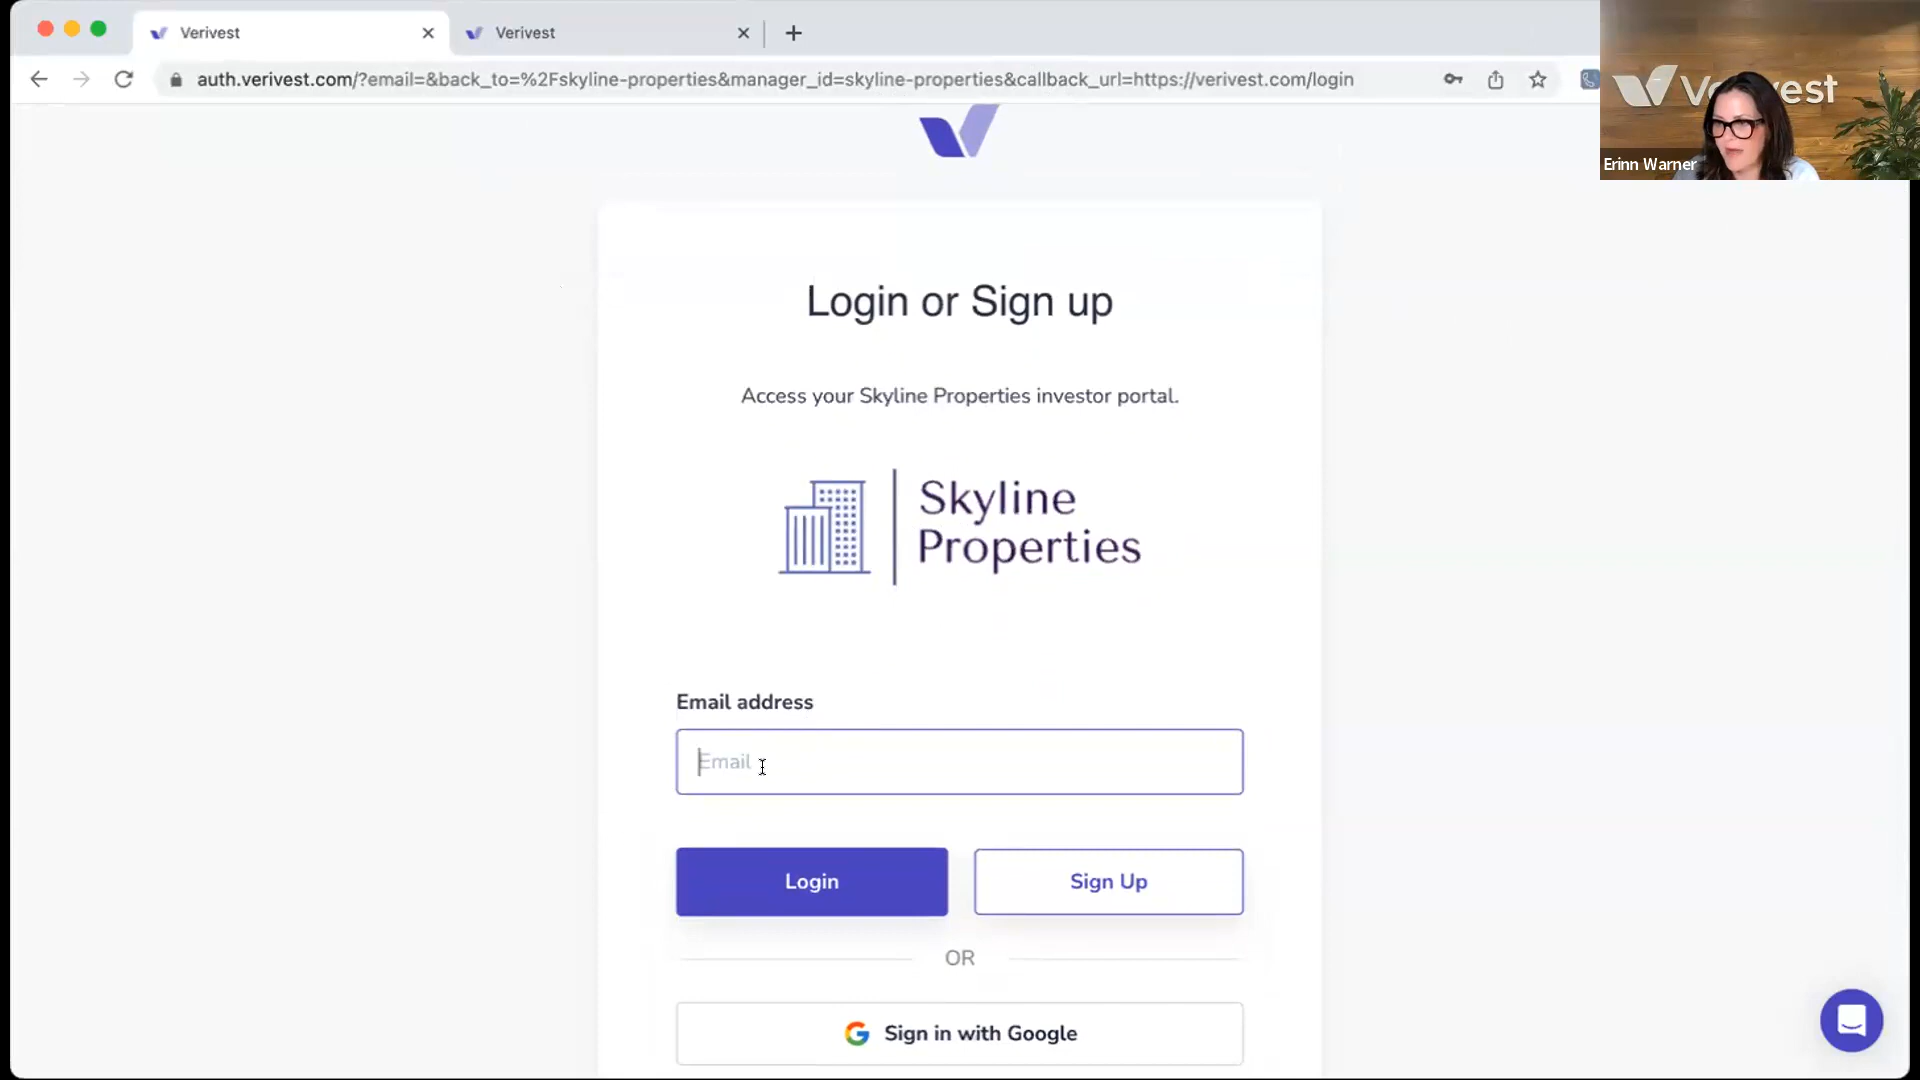 Verivest
Verivest
auth.verivest.com/?email=&back_to=%2Fskyline-properties&manager_id=skyline-properties&callback_url=https://verivest.com/login
Erinn Warner
Login or Sign up
Access your Skyline Properties investor portal.
Skyline
Properties
Email address
Email
Login
Sign Up
OR
Sign in with Google